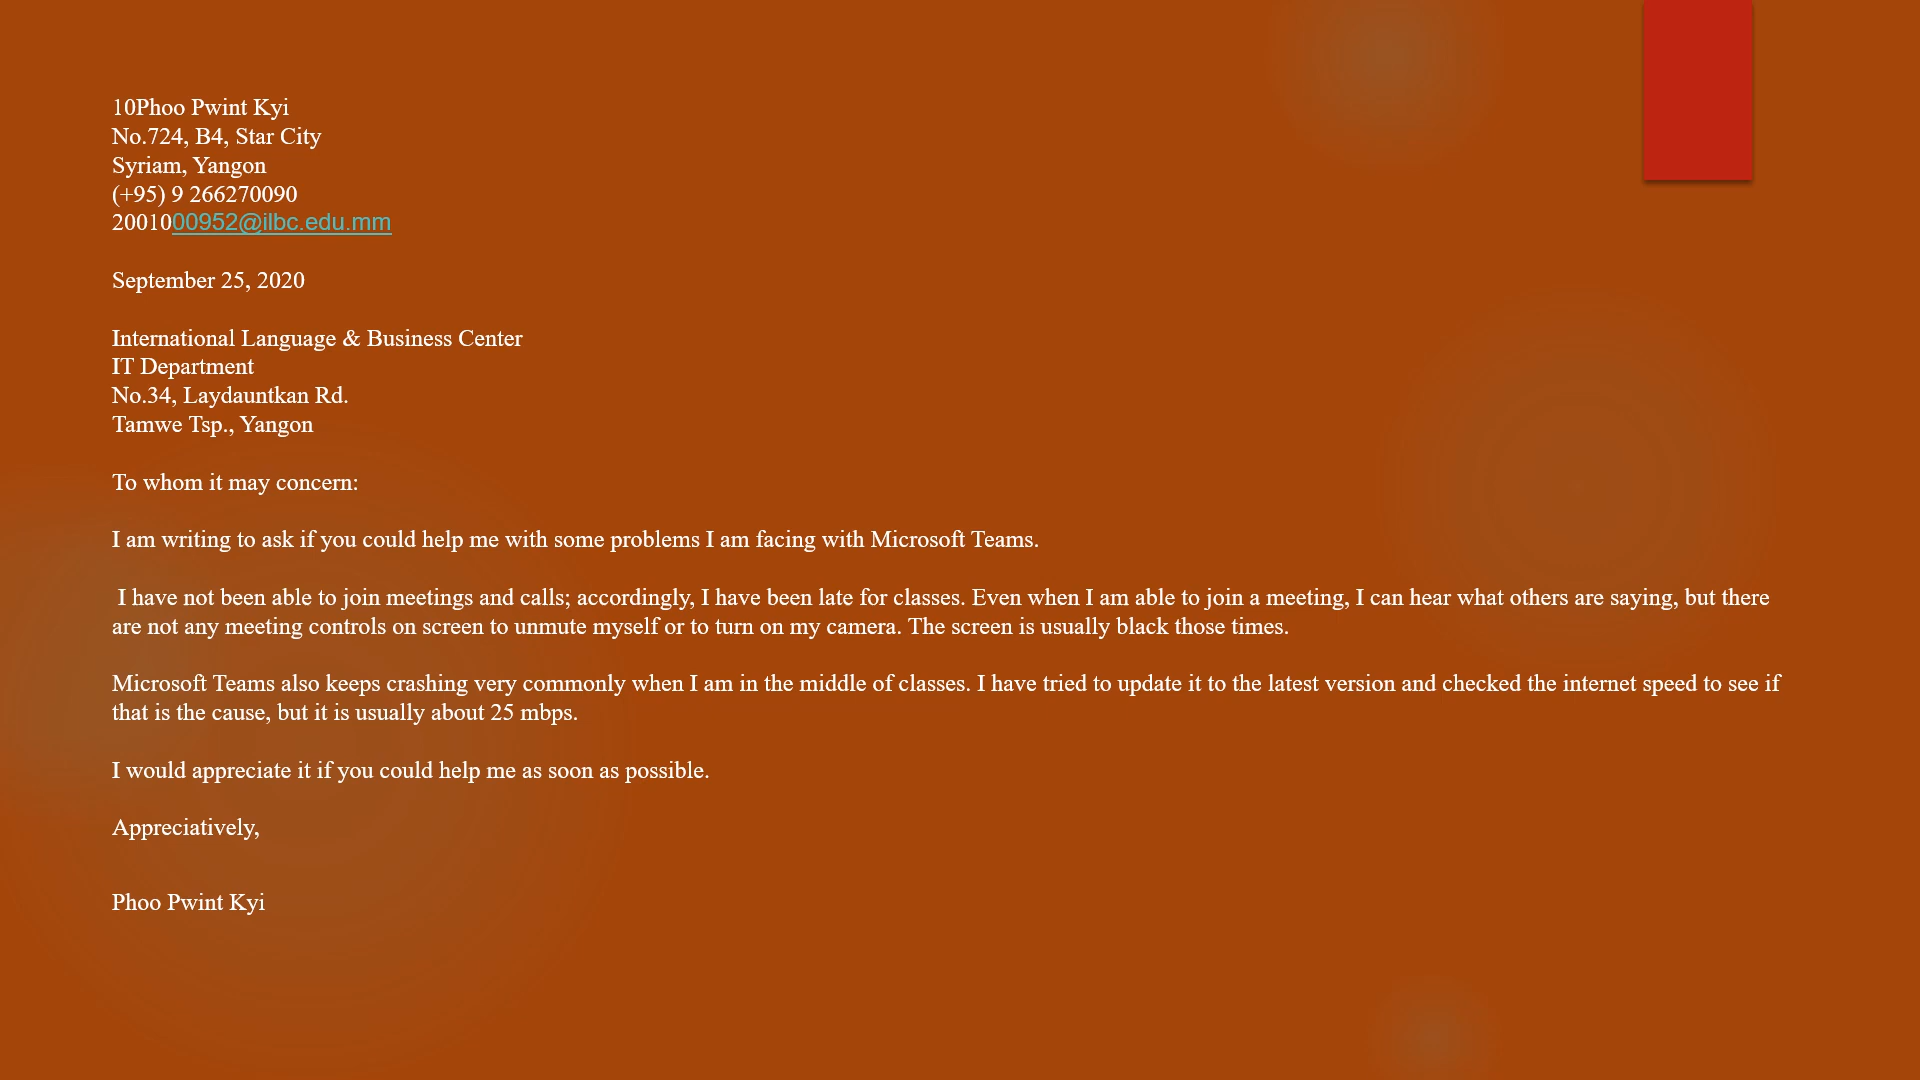 10Phoo Pwint Kyi
No.724, B4, Star City
Syriam, Yangon
(+95) 9 266270090
2001000952@ilbc.edu.mm
September 25, 2020
International Language & Business Center
IT Department
No.34, Laydauntkan Rd.
Tamwe Tsp., Yangon
To whom it may concern:
I am writing to ask if you could help me with some problems I am facing with Microsoft Teams.
I have not been able to join meetings and calls; accordingly, I have been late for classes. Even when I am able to join a meeting, I can hear what others are saying, but there
are not any meeting controls on screen to unmute myself or to turn on my camera. The screen is usually black those times.
Microsoft Teams also keeps crashing very commonly when I am in the middle of classes. I have tried to update it to the latest version and checked the internet speed to see if
that is the cause, but it is usually about 25 mbps.
I would appreciate it if you could help me as soon as possible.
Appreciatively,
Phoo Pwint Kyi